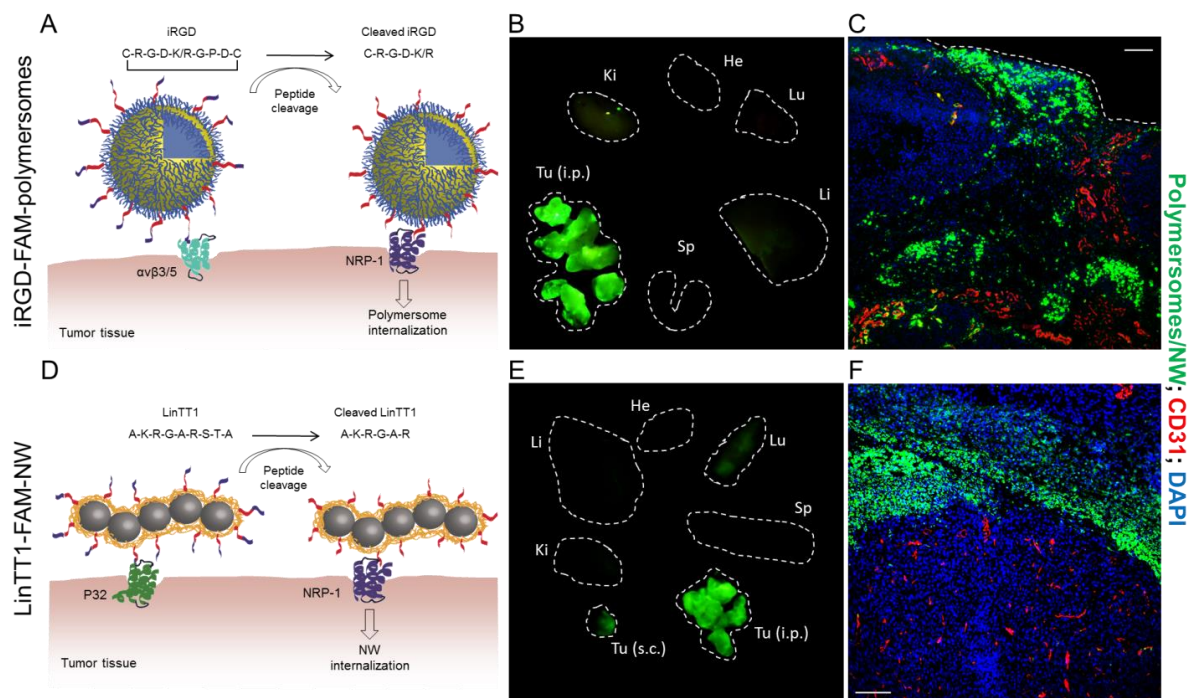 A
iRGD
C-R-G-D-K/R-G-P-D-C
Cleaved iRGD
C-R-G-D-K/R
Peptide
cleavage
αvβ3/5
NRP-1
Polymersome
internalization
Tumor tissue
iRGD-FAM-polymersomes
B
He
Ki
Lu
Tu (i.p.)
Li
Sp
C
D
LinTT1
A-K-R-G-A-R-S-T-A
Cleaved LinTT1
A-K-R-G-A-R
Peptide
cleavage
P32
NRP-1
NW
internalization
Tumor tissue
LinTT1-FAM-NW
E
He
Li
Lu
Sp
Ki
Tu (s.c.)
Tu (i.p.)
F
Polymersomes/NW; CD31; DAPI